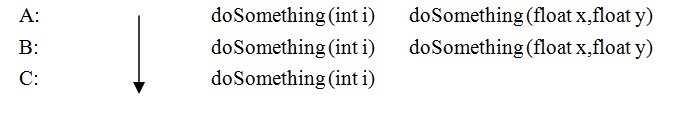 A: doSomething(int i) doSomething(float x,float y)
B: doSomething(int i) doSomething(float x,float y)
C: doSomething(int i)